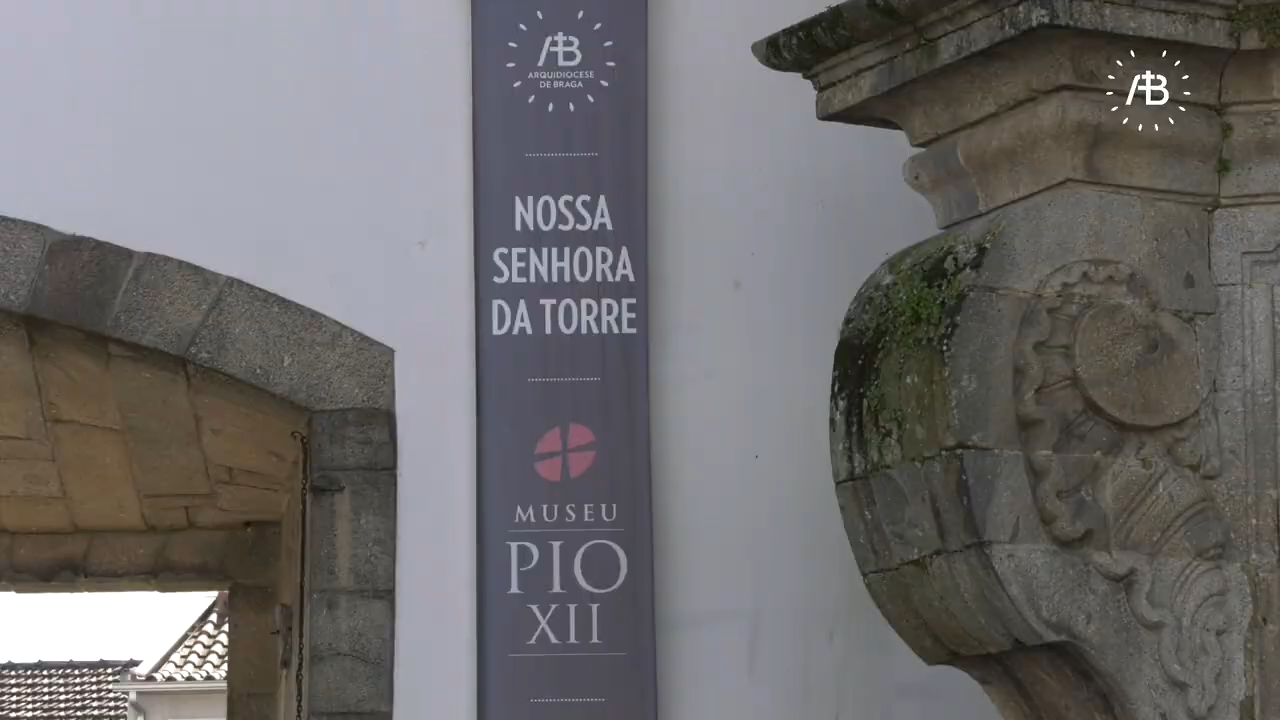 AB
ARQUIDIOCESE
DE BRAGA
NOSSA
SENHORA
DA TORRE
MUSEU
PIO
XII
AB